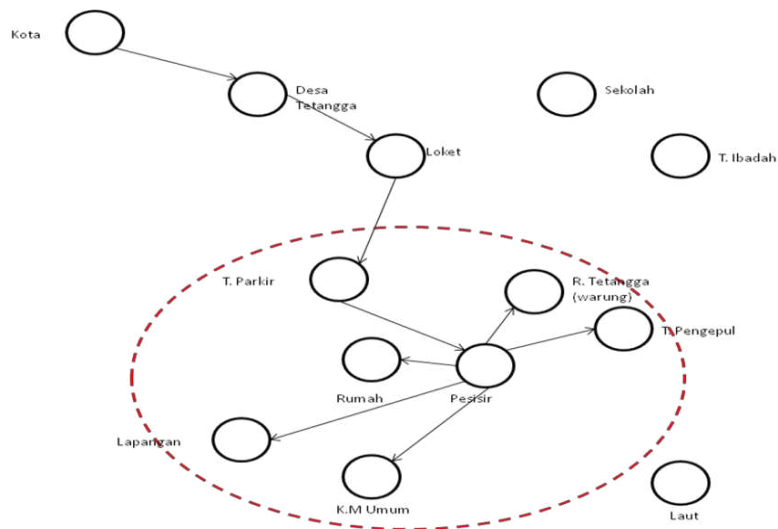 Kota
Desa
Tetangga
Sekolah
Loket
T. Ibadah
T. Parkir
R. Tetangga
(warung)
T. Pengepul
Rumah
Pesisir
Lapangan
K.M Umum
Laut